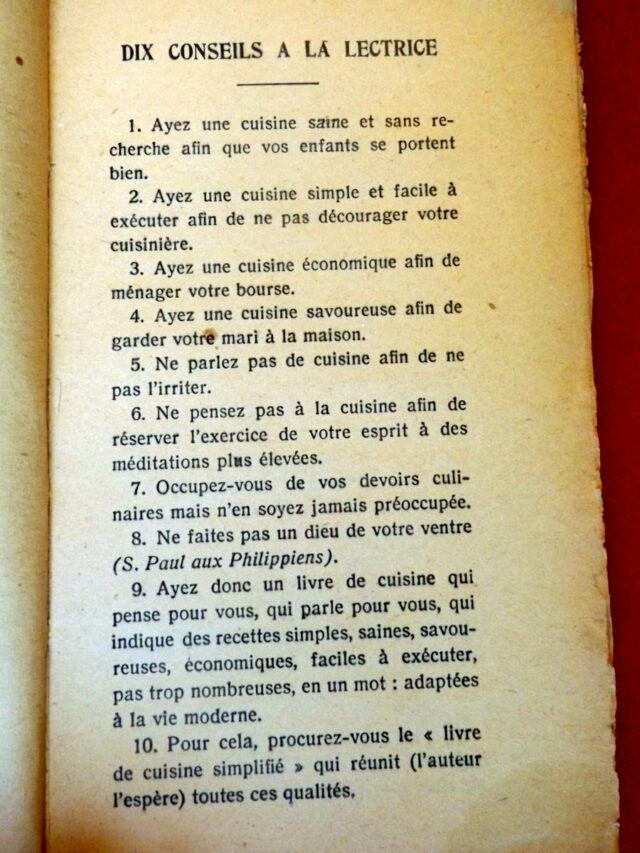 DIX CONSEILS A LA LECTRICE
1. Ayez une cuisine saine et sans re-
cherche afin que vos enfants se portent
bien.
2. Ayez une cuisine simple et facile à
exécuter afin de ne pas décourager votre
cuisinière.
3. Ayez une cuisine économique afin de
ménager votre bourse.
4. Ayez une cuisine savoureuse afin de
garder votre mari à la maison.
5. Ne parlez pas de cuisine afin de ne
pas l'irriter.
6. Ne pensez pas à la cuisine afin de
réserver l'exercice de votre esprit à des
méditations plus élevées.
7. Occupez-vous de vos devoirs culi-
naires mais n'en soyez jamais préoccupée.
8. Ne faites pas un dieu de votre ventre
(S. Paul aux Philippiens).
9. Ayez donc un livre de cuisine qui
pense pour vous, qui parle pour vous, qui
indique des recettes simples, saines, savou-
reuses, économiques, faciles à exécuter,
pas trop nombreuses, en un mot : adaptées
à la vie moderne.
10. Pour cela, procurez-vous le « livre
de cuisine simplifié » qui réunit (l'auteur
l'espère) toutes ces qualités.